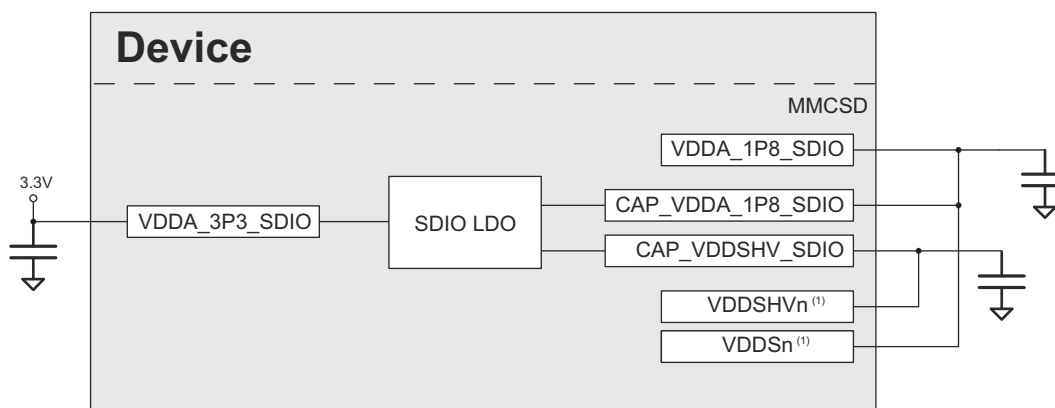 Device
MMCSD
VDDA_1P8_SDIO
3.3V
VDDA_3P3_SDIO
SDIO LDO
CAP_VDDA_1P8_SDIO
CAP_VDDSHV_SDIO
VDDSHVn (1)
VDDSn (1)